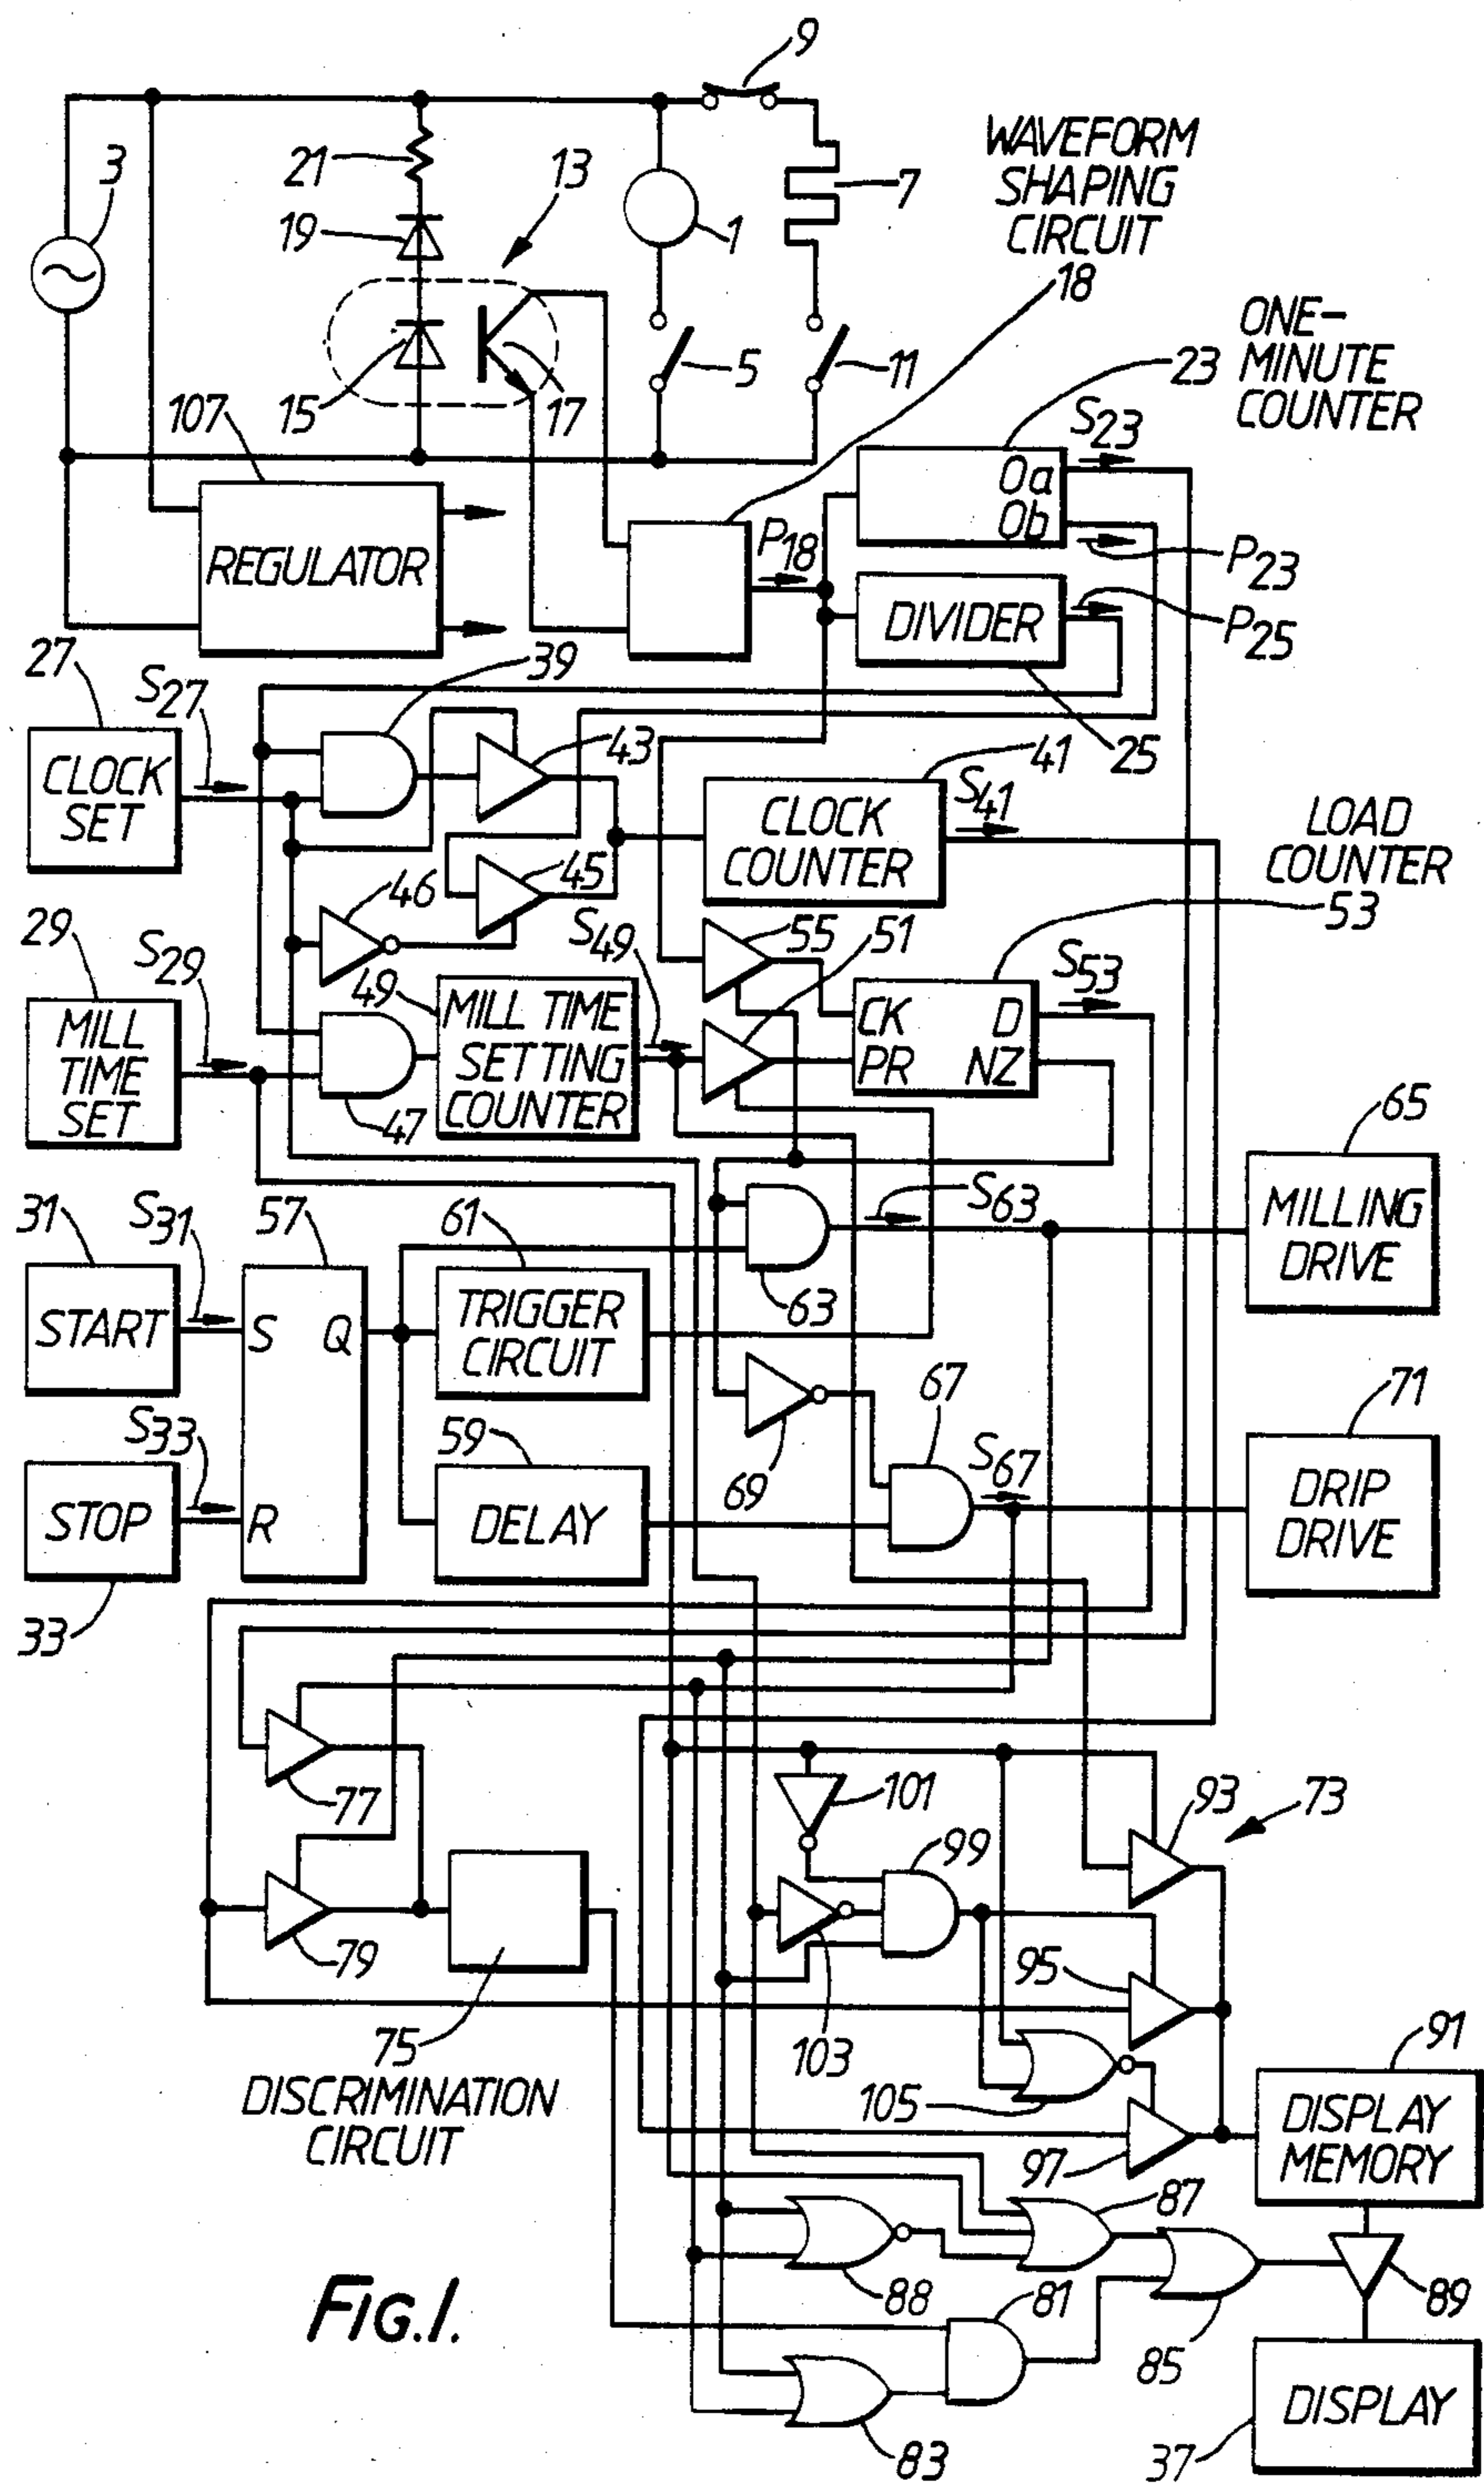 9
3
21
13
WAVEFORM
SHAPING
CIRCUIT
18
7
19
1
ONE-
MINUTE
COUNTER
23
5
11
15
17
107
S23
Oa
Ob
P23
REGULATOR
P18
DIVIDER
P25
27
S27
39
25
CLOCK
SET
43
41
CLOCK
COUNTER
S41
LOAD
COUNTER
53
46
45
29
S29
S49
55
51
S53
MILL
TIME
SET
49
MILL TIME
SETTING
COUNTER
CK
D
PR
NZ
47
65
31
S31
57
61
S63
MILLING
DRIVE
START
S
Q
TRIGGER
CIRCUIT
63
67
71
S33
59
69
S67
STOP
R
DELAY
DRIP
DRIVE
33
77
101
93
73
99
79
95
75
103
91
DISCRIMINATION
CIRCUIT
105
DISPLAY
MEMORY
97
87
88
81
89
FIG.1.
85
DISPLAY
83
37